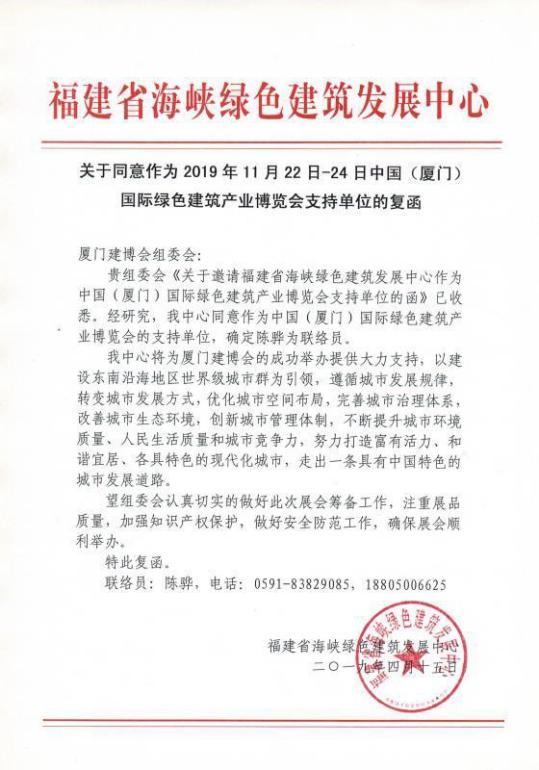 福建省海峡绿色建筑发展中心
关于同意作为 2019 年 11 月 22 日-24 日中国（厦门）
国际绿色建筑产业博览会支持单位的复函
厦门建博会组委会:
贵组委会《关于邀请福建省海峡绿色建筑发展中心作为
中国（厦门）国际绿色建筑产业博览会支持单位的函》已收
悉。经研究，我中心同意作为中国（厦门）国际绿色建筑产
业博览会的支持单位，确定陈骅为联络员。
我中心将为厦门建博会的成功举办提供大力支持，以建
设东南沿海地区世界级城市群为引领，遵循城市发展规律，
转变城市发展方式，优化城市空间布局，完善城市治理体系，
改善城市生态环境，创新城市管理体制，不断提升城市环境
质量、人民生活质量和城市竞争力，努力打造富有活力、和
谐宜居、各具特色的现代化城市，走出一条具有中国特色的
城市发展道路。
望组委会认真切实的做好此次展会筹备工作，注重展品
质量，加强知识产权保护，做好安全防范工作，确保展会顺
利举办。
特此复函。
联络员：陈骅，电话：0591-83829085，18805006625
福建省海峡绿色建筑发展中心
二〇一九年四月十五日
福建省海峡绿色建筑发展中心